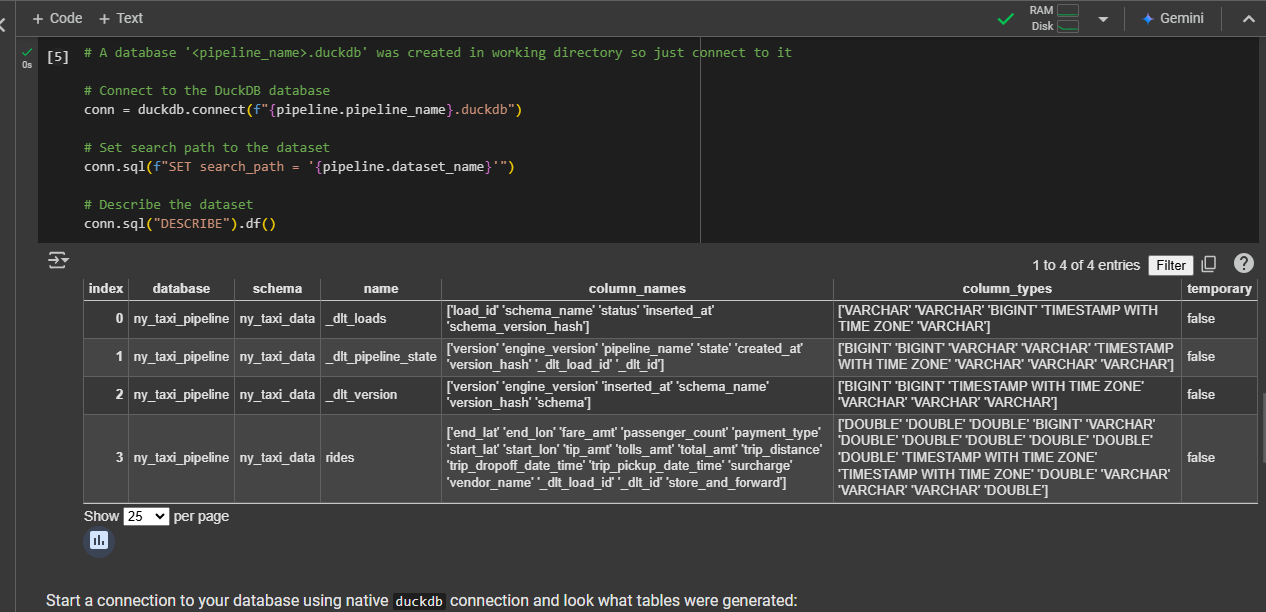 + Code + Text
RAM
Disk
Gemini
0s
[5]
# A database '<pipeline_name>.duckdb' was created in working directory so just connect to it
# Connect to the DuckDB database
conn = duckdb.connect(f"{pipeline.pipeline_name}.duckdb")
# Set search path to the dataset
conn.sql(f"SET search_path = '{pipeline.dataset_name}'")
# Describe the dataset
conn.sql("DESCRIBE").df()
1 to 4 of 4 entries Filter
index database schema name column_names column_types temporary
0 ny_taxi_pipeline ny_taxi_data _dlt_loads ['load_id' 'schema_name' 'status' 'inserted_at' ['VARCHAR' 'VARCHAR' 'BIGINT' 'TIMESTAMP WITH false
'schema_version_hash'] TIME ZONE' 'VARCHAR']
1 ny_taxi_pipeline ny_taxi_data _dlt_pipeline_state ['version' 'engine_version' 'pipeline_name' 'state' 'created_at' ['BIGINT' 'BIGINT' 'VARCHAR' 'VARCHAR' 'TIMESTAMP false
'version_hash' '_dlt_load_id' '_dlt_id'] WITH TIME ZONE' 'VARCHAR' 'VARCHAR' 'VARCHAR']
2 ny_taxi_pipeline ny_taxi_data _dlt_version ['version' 'engine_version' 'inserted_at' 'schema_name' ['BIGINT' 'BIGINT' 'TIMESTAMP WITH TIME ZONE' false
'version_hash' 'schema'] 'VARCHAR' 'VARCHAR' 'VARCHAR']
3 ny_taxi_pipeline ny_taxi_data rides ['end_lat' 'end_lon' 'fare_amt' 'passenger_count' 'payment_type' ['DOUBLE' 'DOUBLE' 'DOUBLE' 'BIGINT' 'VARCHAR' false
'start_lat' 'start_lon' 'tip_amt' 'tolls_amt' 'total_amt' 'trip_distance' 'DOUBLE' 'DOUBLE' 'DOUBLE' 'DOUBLE' 'DOUBLE'
'trip_dropoff_date_time' 'trip_pickup_date_time' 'surcharge' 'DOUBLE' 'TIMESTAMP WITH TIME ZONE'
'vendor_name' '_dlt_load_id' '_dlt_id' 'store_and_forward'] 'TIMESTAMP WITH TIME ZONE' 'DOUBLE' 'VARCHAR'
'VARCHAR' 'VARCHAR' 'DOUBLE']
Show 25 per page
Start a connection to your database using native duckdb connection and look what tables were generated: